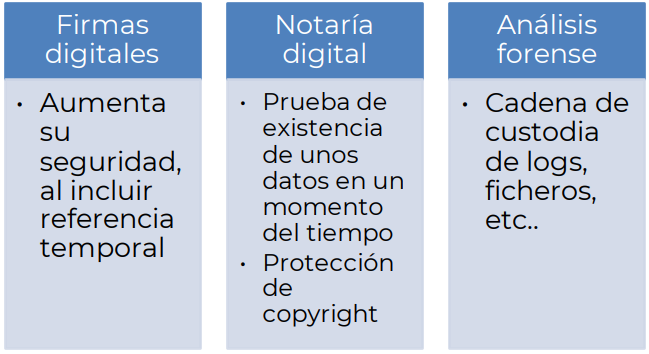 Firmas
digitales
• Aumenta
su
seguridad,
al incluir
referencia
temporal
Notaría
digital
• Prueba de
existencia
de unos
datos en un
momento
del tiempo
• Protección
de
copyright
Análisis
forense
• Cadena de
custodia
de logs,
ficheros,
etc..